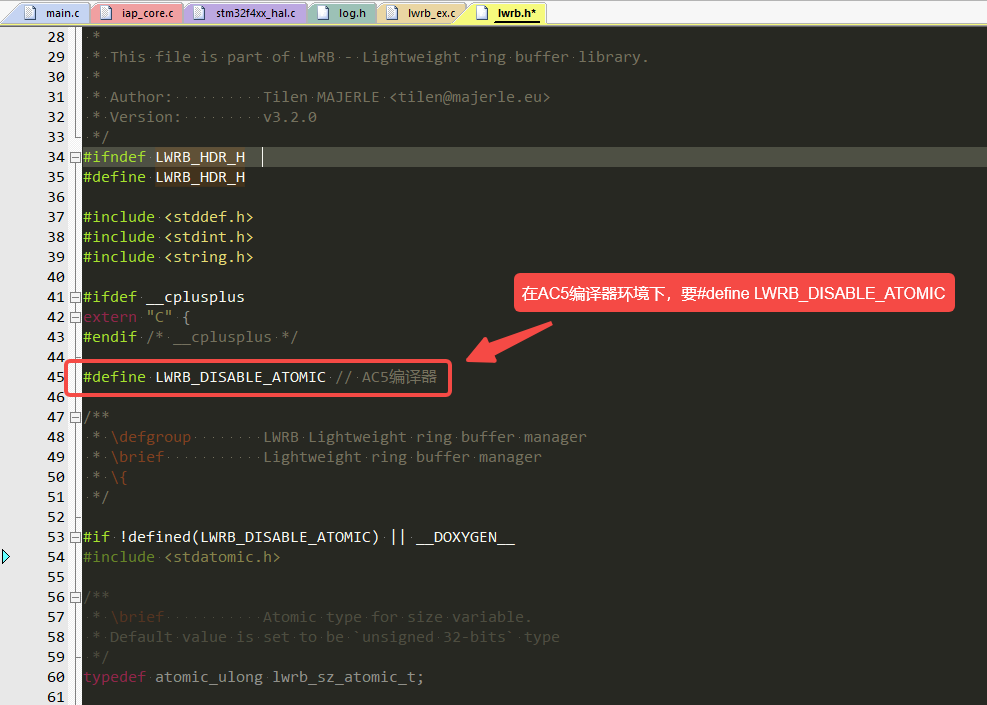 main.c iap_core.c stm32f4xx_hal.c log.h lwrb_ex.c lwrb.h*
28 *
29 * This file is part of LwRB - Lightweight ring buffer library.
30 *
31 * Author: Tilen MAJERLE <tilen@majerle.eu>
32 * Version: v3.2.0
33 */
34 #ifndef LWRB_HDR_H
35 #define LWRB_HDR_H
36
37 #include <stddef.h>
38 #include <stdint.h>
39 #include <string.h>
40
41 #ifdef __cplusplus
在AC5编译器环境下，要#define LWRB_DISABLE_ATOMIC
42 extern "C" {
43 #endif /* __cplusplus */
44
45 #define LWRB_DISABLE_ATOMIC // AC5编译器
46
47 /**
48 * \defgroup LWRB Lightweight ring buffer manager
49 * \brief Lightweight ring buffer manager
50 * \{
51 */
52
53 #if !defined(LWRB_DISABLE_ATOMIC) || __DOXYGEN__
54 #include <stdatomic.h>
55
56 /**
57 * \brief Atomic type for size variable.
58 * Default value is set to be `unsigned 32-bits` type
59 */
60 typedef atomic_ulong lwrb_sz_atomic_t;
61